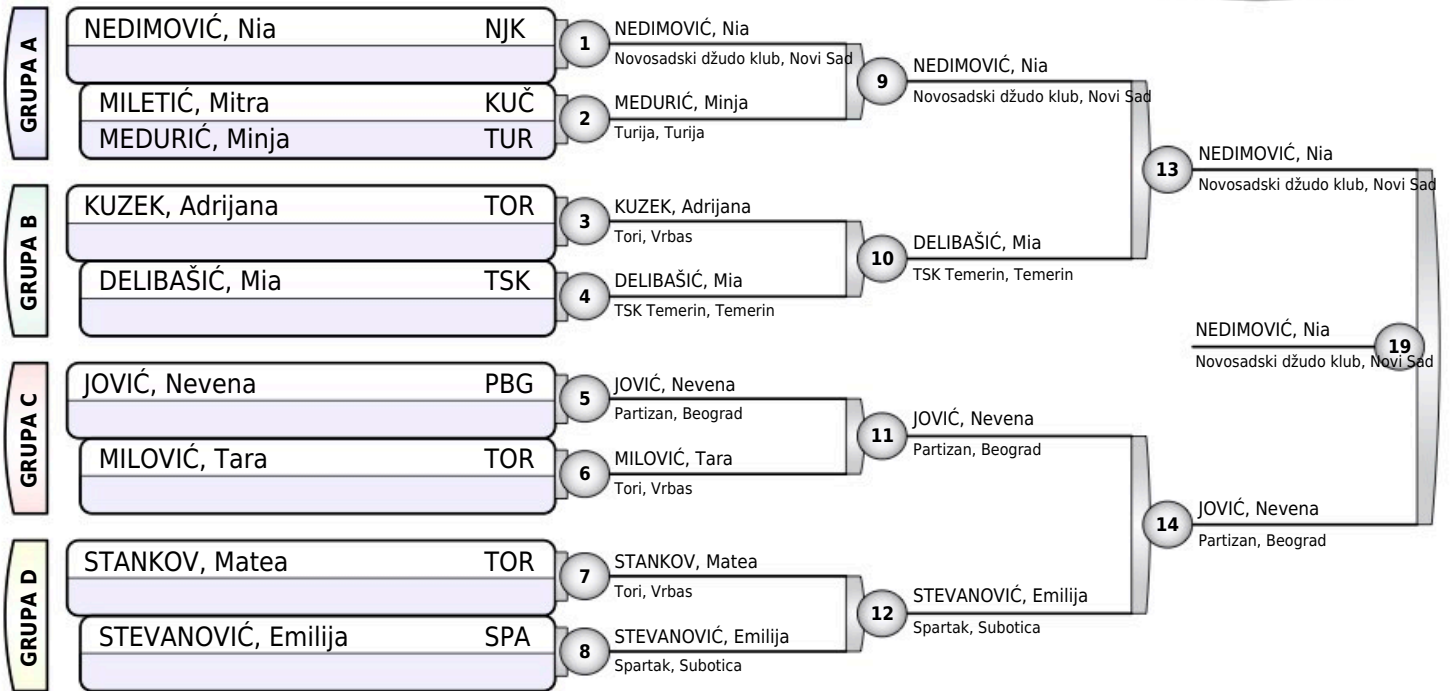 GRUPA A
NEDIMOVIĆ, Nia NJK
MILETIĆ, Mitra KUČ
MEDURIĆ, Minja TUR
GRUPA B
KUZEK, Adrijana TOR
DELIBAŠIĆ, Mia TSK
GRUPA C
JOVIĆ, Nevena PBG
MILOVIĆ, Tara TOR
GRUPA D
STANKOV, Matea TOR
STEVANOVIĆ, Emilija SPA
1
NEDIMOVIĆ, Nia
Novosadski džudo klub, Novi Sad
2
MEDURIĆ, Minja
Turija, Turija
3
KUZEK, Adrijana
Tori, Vrbas
4
DELIBAŠIĆ, Mia
TSK Temerin, Temerin
5
JOVIĆ, Nevena
Partizan, Beograd
6
MILOVIĆ, Tara
Tori, Vrbas
7
STANKOV, Matea
Tori, Vrbas
8
STEVANOVIĆ, Emilija
Spartak, Subotica
9
NEDIMOVIĆ, Nia
Novosadski džudo klub, Novi Sad
10
DELIBAŠIĆ, Mia
TSK Temerin, Temerin
11
JOVIĆ, Nevena
Partizan, Beograd
12
STEVANOVIĆ, Emilija
Spartak, Subotica
13
NEDIMOVIĆ, Nia
Novosadski džudo klub, Novi Sad
14
JOVIĆ, Nevena
Partizan, Beograd
NEDIMOVIĆ, Nia
19
Novosadski džudo klub, Novi Sad